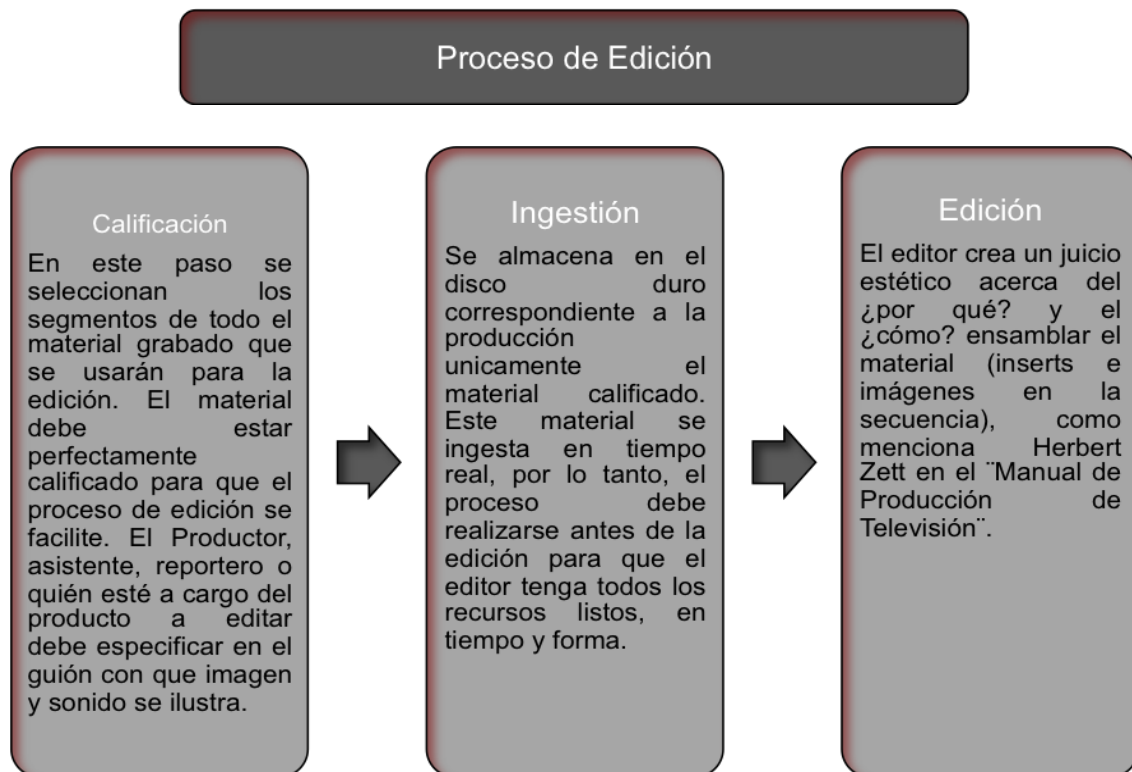 Proceso de Edición
Calificación
En este paso se
seleccionan los
segmentos de todo el
material grabado que
se usarán para la
edición. El material
debe estar
perfectamente
calificado para que el
proceso de edición se
facilite. El Productor,
asistente, reportero o
quién esté a cargo del
producto a editar
debe especificar en el
guión con que imagen
y sonido se ilustra.
Ingestión
Se almacena en el
disco duro
correspondiente a la
producción
unicamente el
material calificado.
Este material se
ingesta en tiempo
real, por lo tanto, el
proceso debe
realizarse antes de la
edición para que el
editor tenga todos los
recursos listos, en
tiempo y forma.
Edición
El editor crea un juicio
estético acerca del
¿por qué? y el
¿cómo? ensamblar el
material (inserts e
imágenes en la
secuencia), como
menciona Herbert
Zett en el ¨Manual de
Producción de
Televisión¨.